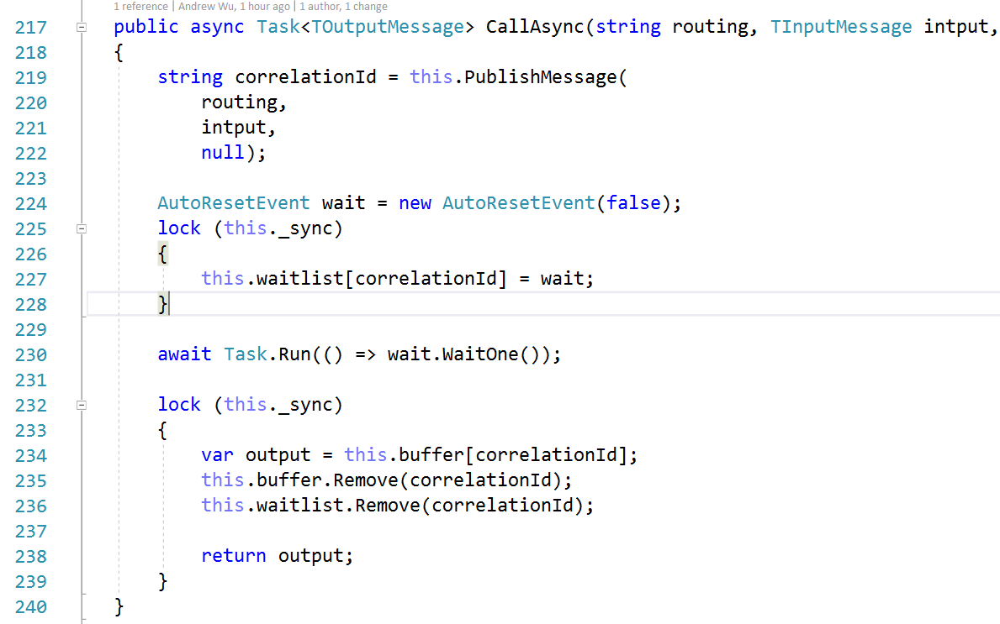 1 reference | Andrew Wu, 1 hour ago | 1 author, 1 change
217 public async Task<TOutputMessage> CallAsync(string routing, TInputMessage intput,
218 {
219 string correlationId = this.PublishMessage(
220 routing,
221 intput,
222 null);
223
224 AutoResetEvent wait = new AutoResetEvent(false);
225 lock (this._sync)
226 {
227 this.waitlist[correlationId] = wait;
228 }
229
230 await Task.Run(() => wait.WaitOne());
231
232 lock (this._sync)
233 {
234 var output = this.buffer[correlationId];
235 this.buffer.Remove(correlationId);
236 this.waitlist.Remove(correlationId);
237
238 return output;
239 }
240 }